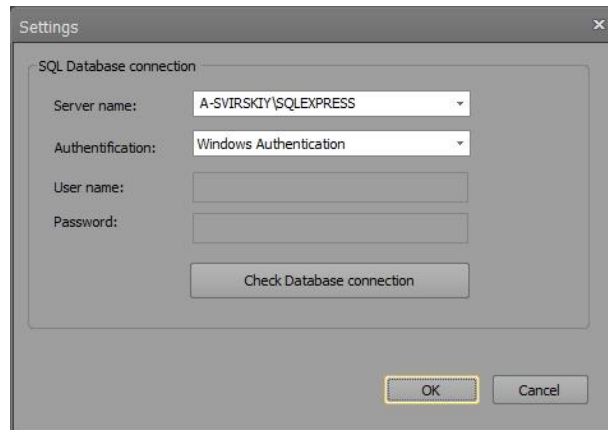 Settings
x
SQL Database connection
Server name: A-SVIRSKIY\SQLEXPRESS
Authentification: Windows Authentication
User name:
Password:
Check Database connection
OK Cancel